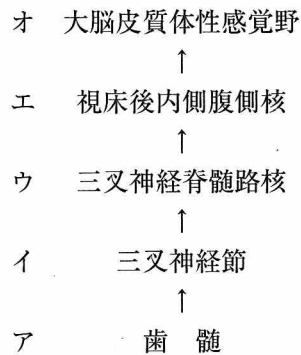 オ 大脳皮質体性感覚野
↑
エ 視床後内側腹側核
↑
ウ 三叉神経脊髄路核
↑
イ 三叉神経節
↑
ア 歯髄